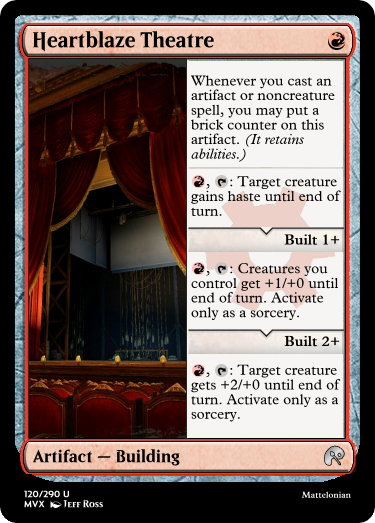 Heartblaze Theatre
Whenever you cast an
artifact or noncreature
spell, you may put a
brick counter on this
artifact. (It retains
abilities.)
: Target creature
gains haste until end of
turn.
Built 1+
: Creatures you
control get +1/+0 until
end of turn. Activate
only as a sorcery.
Built 2+
: Target creature
gets +2/+0 until end of
turn. Activate only as a
sorcery.
Artifact — Building
120/290 U
MVX Jeff Ross
Mattelonian